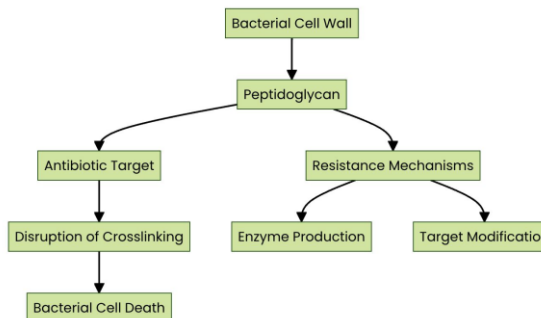 Bacterial Cell Wall
Peptidoglycan
Antibiotic Target
Resistance Mechanisms
Disruption of Crosslinking
Enzyme Production
Target Modificatio
Bacterial Cell Death